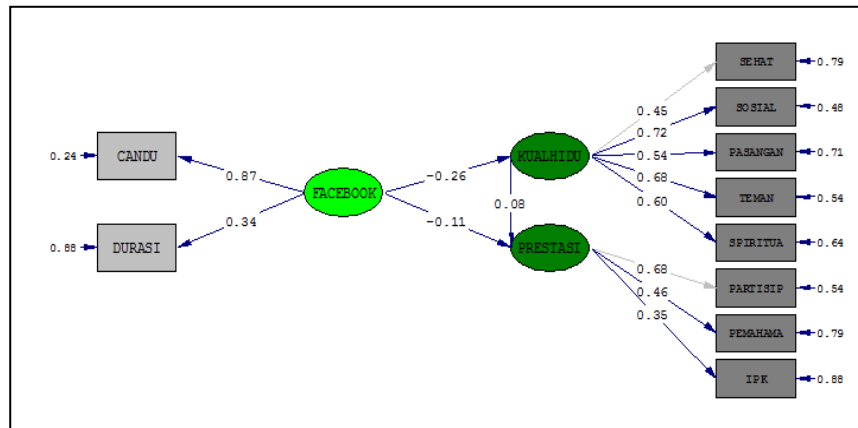 SEHAT
0.79
0.45
SOSIAL
0.48
0.72
0.24
CANDU
KUALHIDU
0.54
PASANGAN
0.71
0.87
-0.26
0.68
TEMAN
0.54
FACEBOOK
0.08
0.60
0.34
-0.11
0.88
DURASI
PRESTASI
SPIRITUA
0.64
0.68
PARTISIP
0.54
0.46
0.35
PEMAHAMA
0.79
IPK
0.88